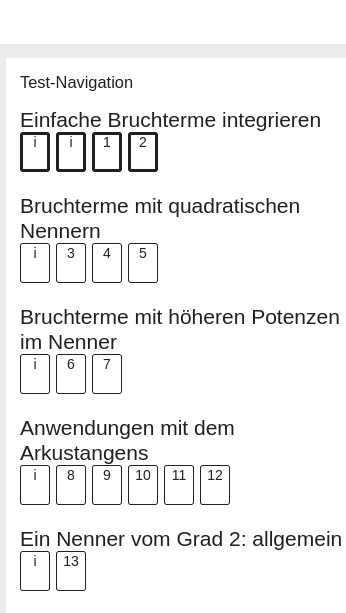 Test-Navigation
Einfache Bruchterme integrieren
i i 1 2
Bruchterme mit quadratischen
Nennern
i 3 4 5
Bruchterme mit höheren Potenzen
im Nenner
i 6 7
Anwendungen mit dem
Arkustangens
i 8 9 10 11 12
Ein Nenner vom Grad 2: allgemein
i 13